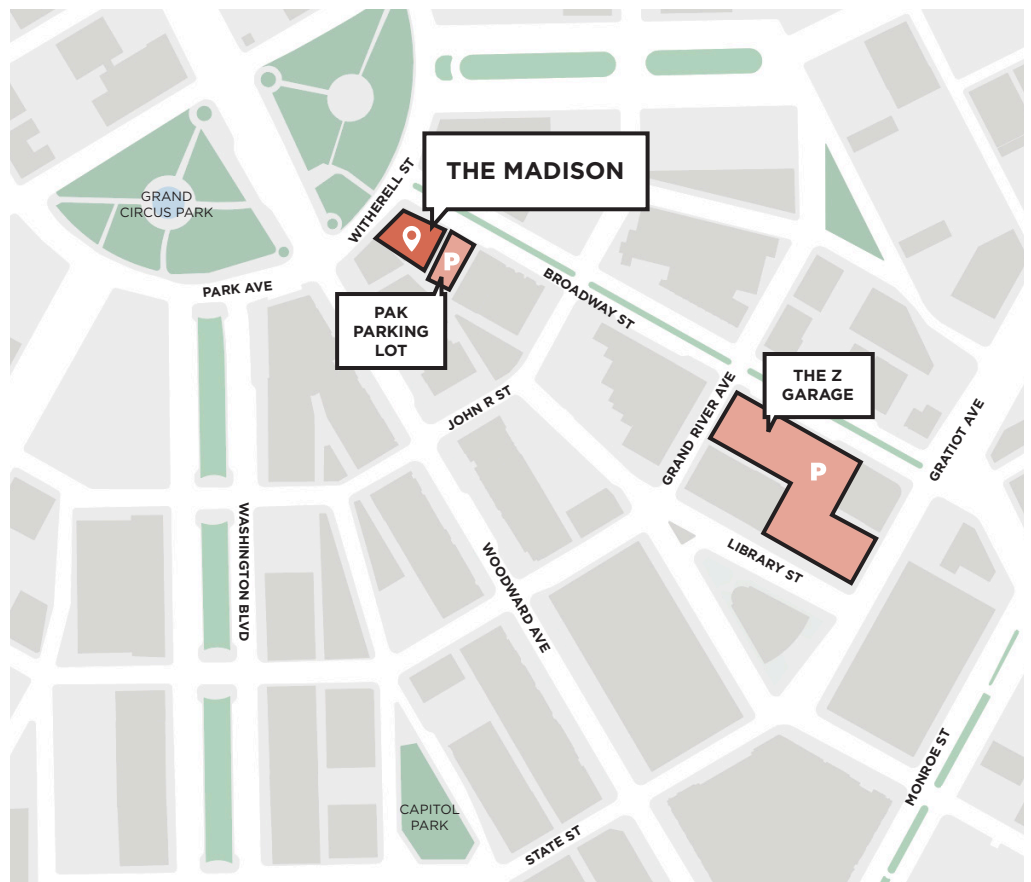 THE MADISON
WITHERELL ST
GRAND
CIRCUS PARK
P
PARK AVE
BROADWAY ST
PAK
PARKING
LOT
JOHN R ST
THE Z
GARAGE
GRAND RIVER AVE
GRATIOT AVE
P
WASHINGTON BLVD
WOODWARD AVE
LIBRARY ST
MONROE ST
CAPITOL
PARK
STATE ST